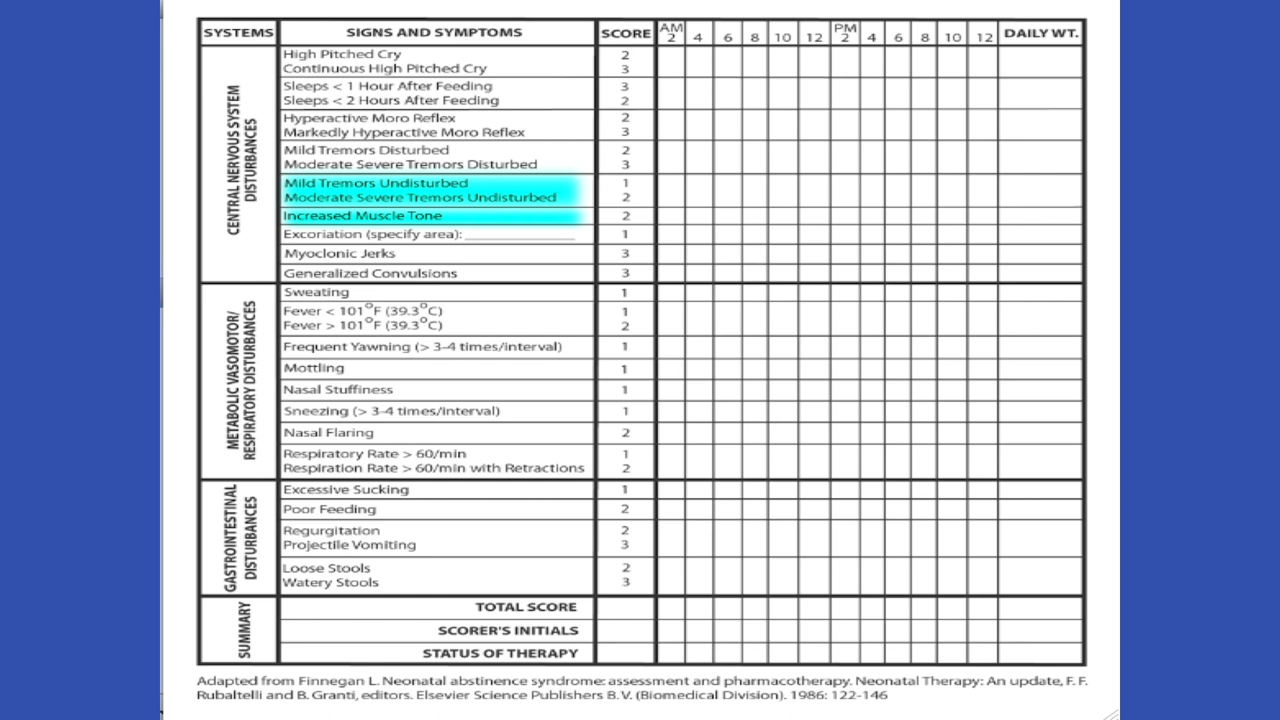 SYSTEMS SIGNS AND SYMPTOMS SCORE AM 2 4 6 8 10 12 PM 2 4 6 8 10 12 DAILY WT.
CENTRAL NERVOUS SYSTEM
DISTURBANCES
High Pitched Cry 2
Continuous High Pitched Cry 3
Sleeps < 1 Hour After Feeding 3
Sleeps < 2 Hours After Feeding 2
Hyperactive Moro Reflex 2
Markedly Hyperactive Moro Reflex 3
Mild Tremors Disturbed 2
Moderate Severe Tremors Disturbed 3
Mild Tremors Undisturbed 1
Moderate Severe Tremors Undisturbed 2
Increased Muscle Tone 2
Excoriation (specify area): _______________ 1
Myoclonic Jerks 3
Generalized Convulsions 3
METABOLIC VASOMOTOR/
RESPIRATORY DISTURBANCES
Sweating 1
Fever < 101°F (39.3°C) 1
Fever > 101°F (39.3°C) 2
Frequent Yawning (> 3-4 times/interval) 1
Mottling 1
Nasal Stuffiness 1
Sneezing (> 3-4 times/interval) 1
Nasal Flaring 2
Respiratory Rate > 60/min 1
Respiration Rate > 60/min with Retractions 2
GASTROINTESTINAL
DISTURBANCES
Excessive Sucking 1
Poor Feeding 2
Regurgitation 2
Projectile Vomiting 3
Loose Stools 2
Watery Stools 3
SUMMARY
TOTAL SCORE
SCORER'S INITIALS
STATUS OF THERAPY
Adapted from Finnegan L. Neonatal abstinence syndrome: assessment and pharmacotherapy. Neonatal Therapy: An update, F. F.
Rubaltelli and B. Granti, editors. Elsevier Science Publishers B. V. (Biomedical Division). 1986: 122-146